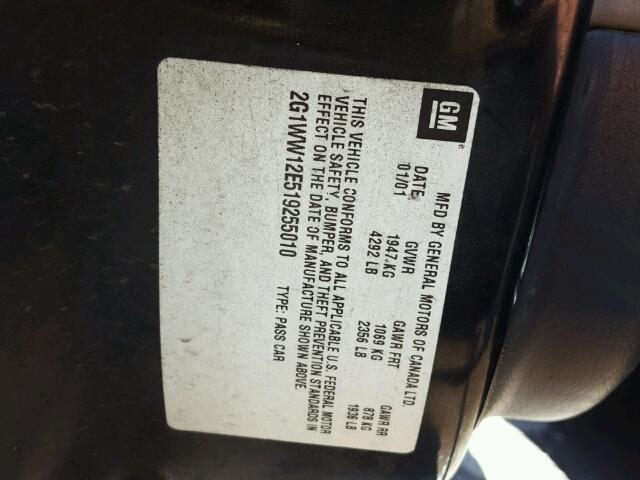 GM
MFD BY GENERAL MOTORS OF CANADA LTD.
DATE GVWR GAWR FRT GAWR RR
01/01 1947 KG 1069 KG 878 KG
4292 LB 2356 LB 1936 LB
THIS VEHICLE CONFORMS TO ALL APPLICABLE U.S. FEDERAL MOTOR
VEHICLE SAFETY, BUMPER, AND THEFT PREVENTION STANDARDS IN
EFFECT ON THE DATE OF MANUFACTURE SHOWN ABOVE.
2G1WW12E519255010 TYPE: PASS CAR